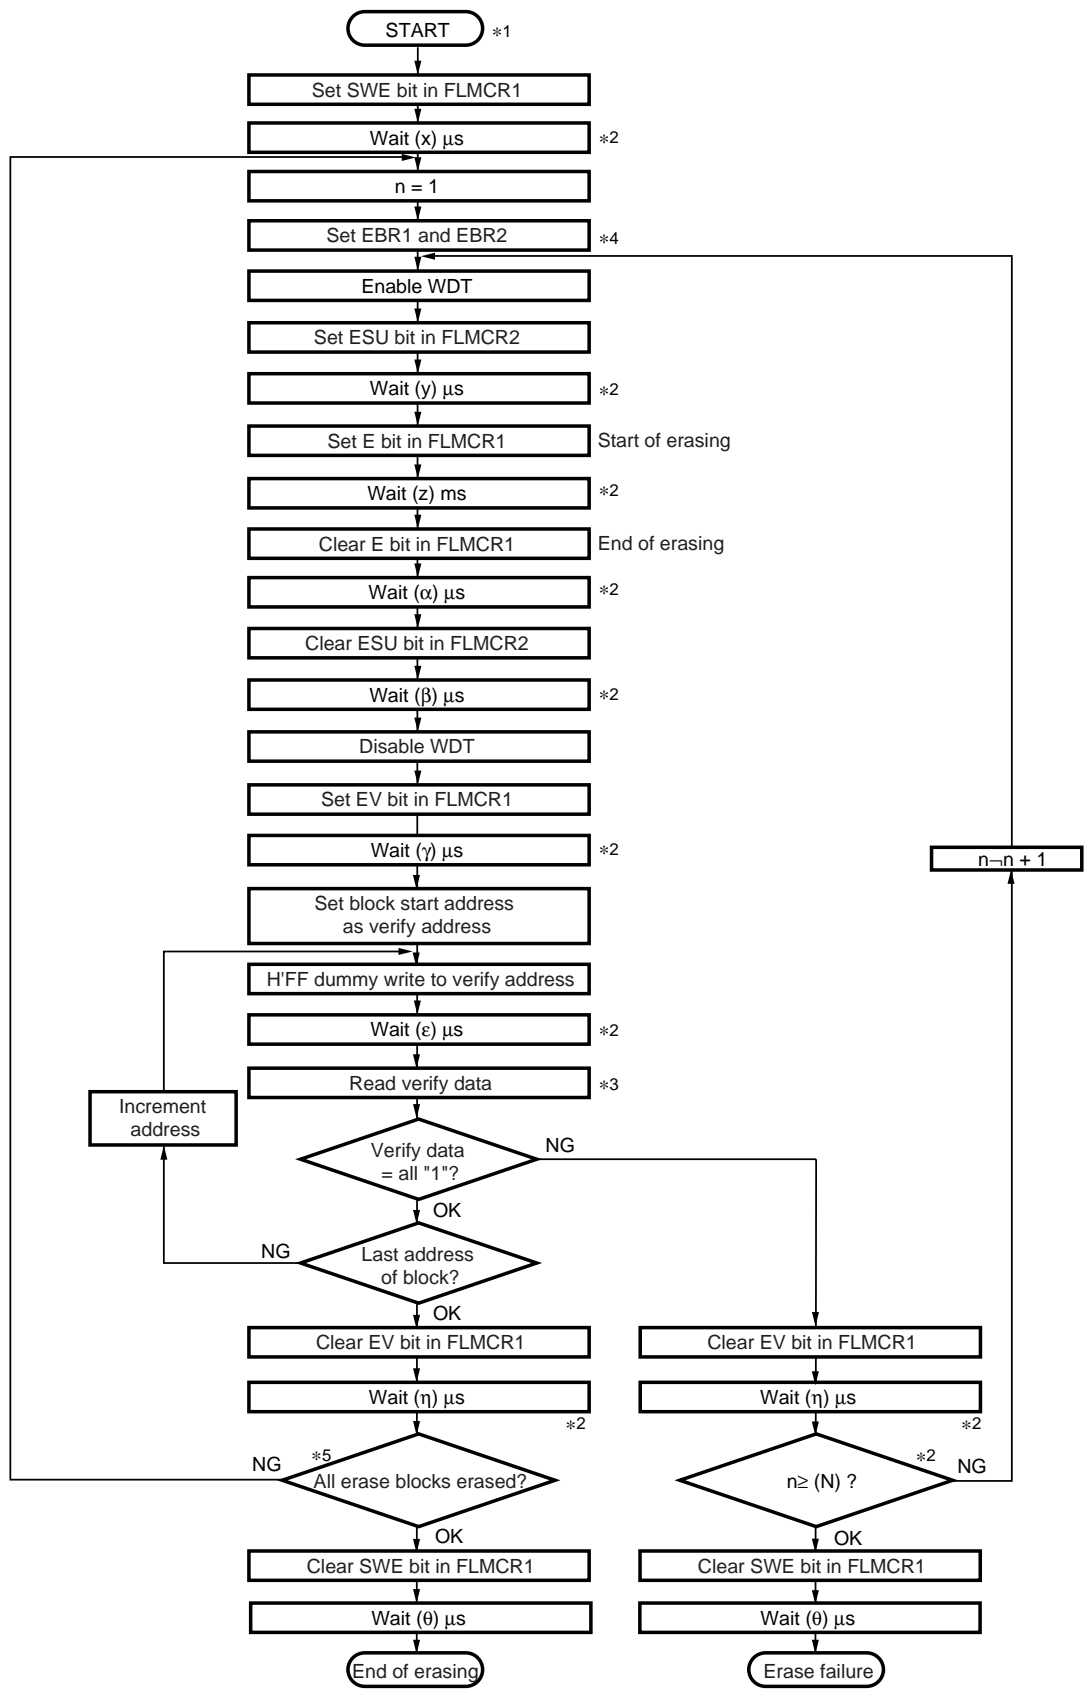 START *1
Set SWE bit in FLMCR1
Wait (x) μs *2
n = 1
Set EBR1 and EBR2 *4
Enable WDT
Set ESU bit in FLMCR2
Wait (y) μs *2
Set E bit in FLMCR1 Start of erasing
Wait (z) ms *2
Clear E bit in FLMCR1 End of erasing
Wait (α) μs *2
Clear ESU bit in FLMCR2
Wait (β) μs *2
Disable WDT
Set EV bit in FLMCR1
Wait (γ) μs *2
n¬n + 1
Set block start address
as verify address
H'FF dummy write to verify address
Wait (ε) μs *2
Read verify data *3
Increment
address
Verify data
= all "1"?
NG
OK
NG
Last address
of block?
OK
Clear EV bit in FLMCR1
Clear EV bit in FLMCR1
Wait (η) μs
*2
Wait (η) μs
*2
NG
*5
All erase blocks erased?
*2
n≥ (N) ?
NG
OK
OK
Clear SWE bit in FLMCR1
Clear SWE bit in FLMCR1
Wait (θ) μs
Wait (θ) μs
End of erasing
Erase failure